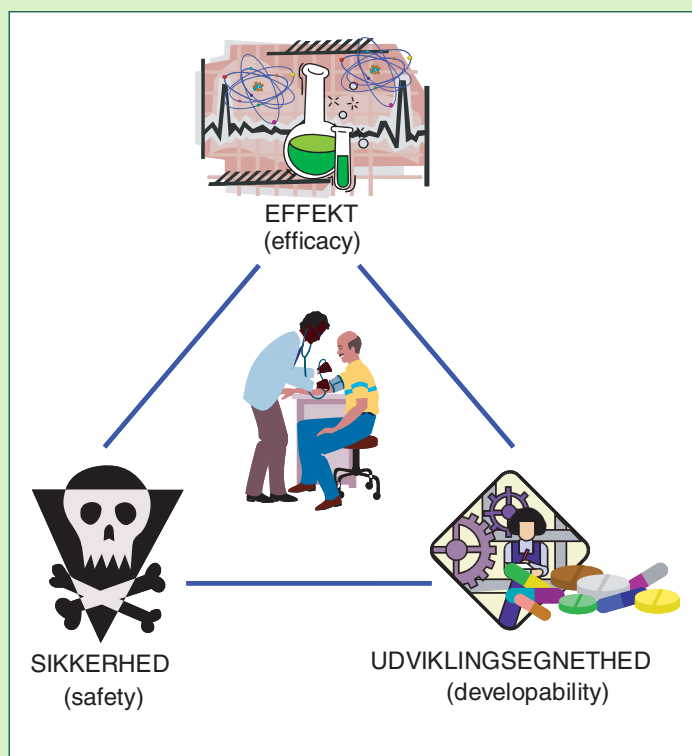 EFFEKT
(efficacy)
SIKKERHED
(safety)
UDVIKLINGSEGNETHED
(developability)